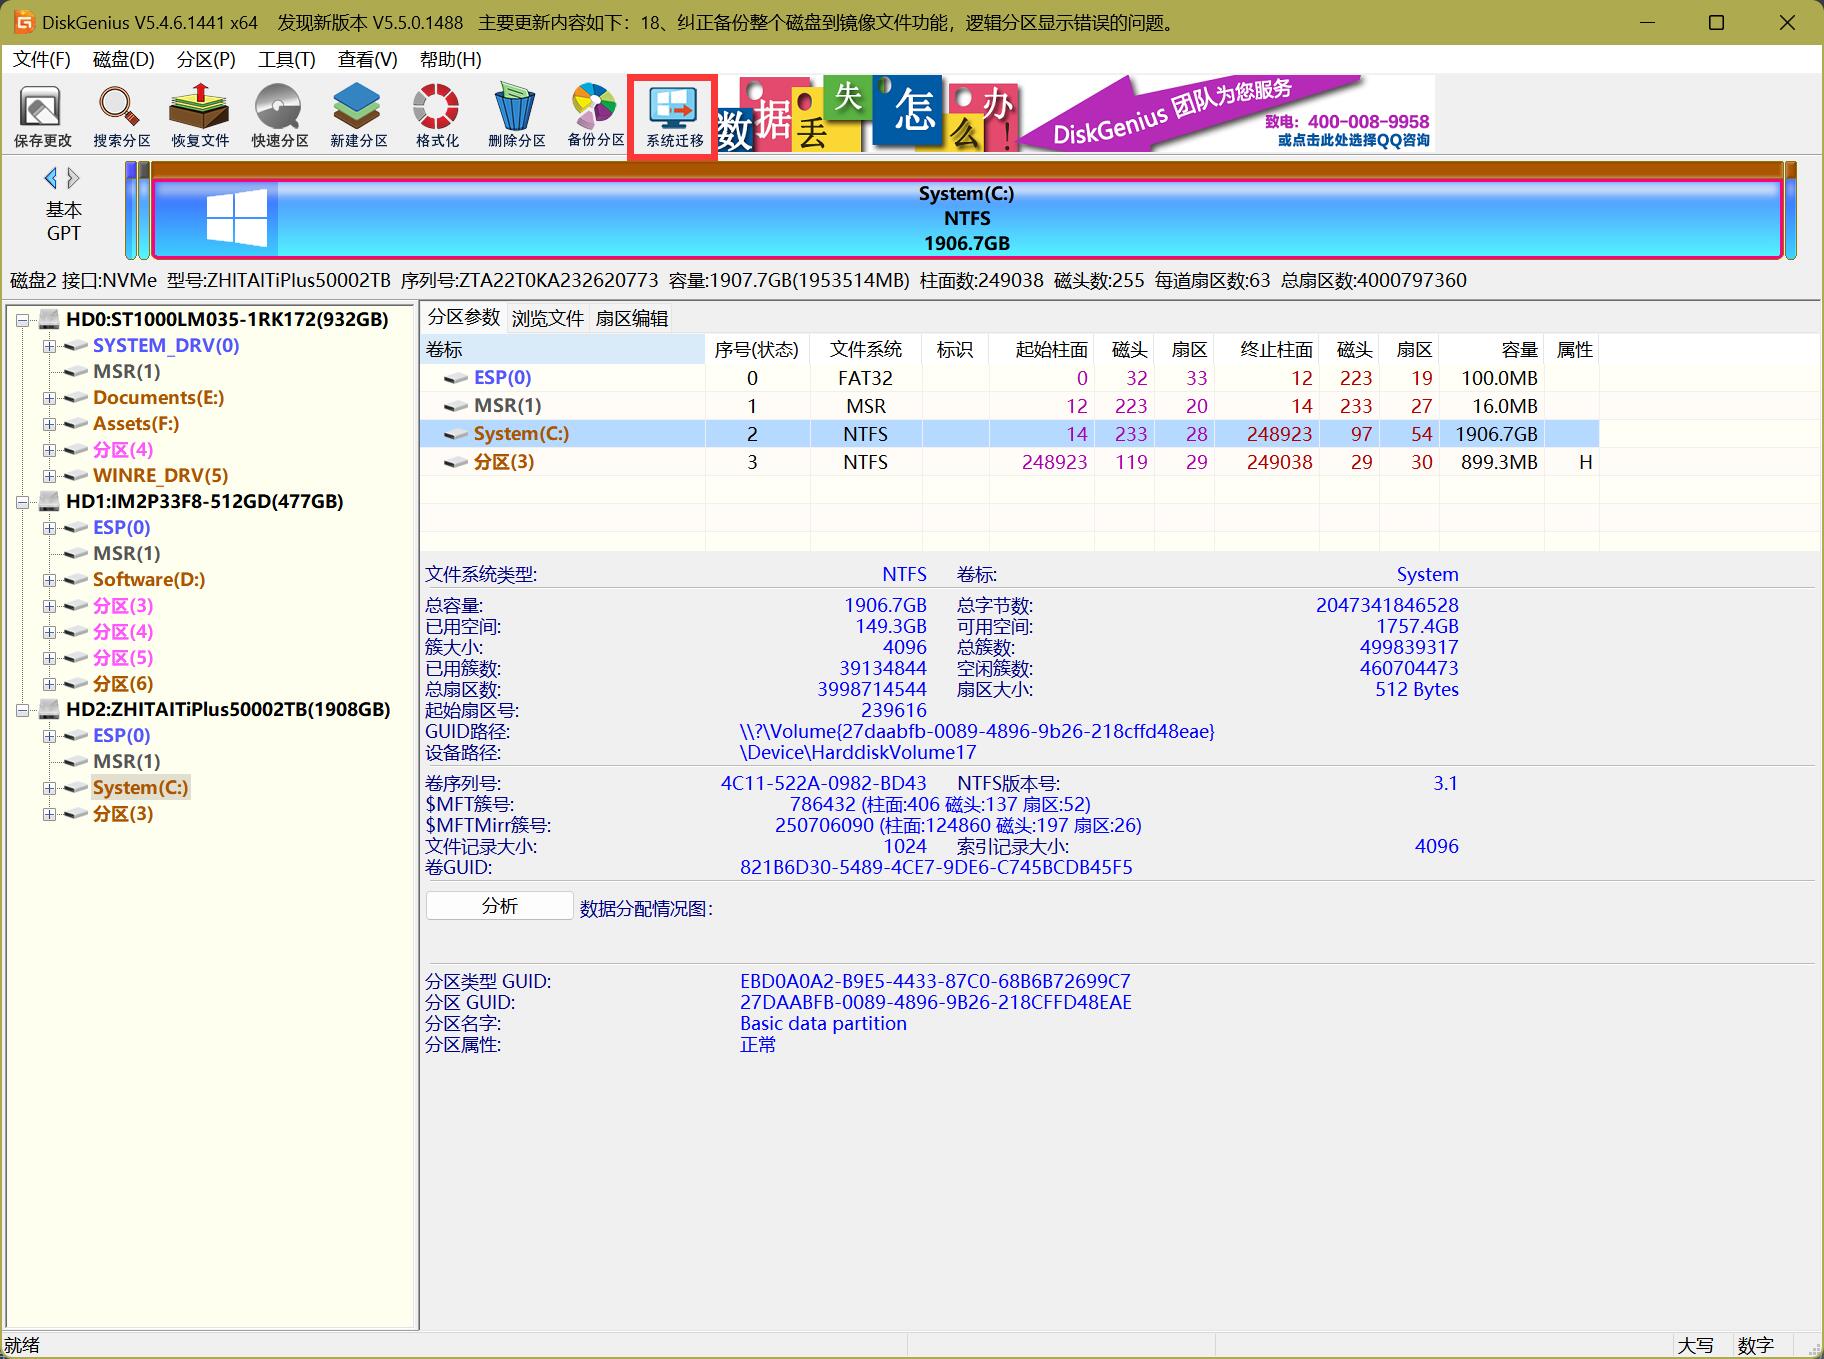 DiskGenius V5.4.6.1441 x64 发现新版本 V5.5.0.1488 主要更新内容如下：18、纠正备份整个磁盘到镜像文件功能，逻辑分区显示错误的问题。
文件(F) 磁盘(D) 分区(P) 工具(T) 查看(V) 帮助(H)
保存更改 搜索分区 恢复文件 快速分区 新建分区 格式化 删除分区 备份分区 系统迁移
数据丢失怎么办!
DiskGenius 团队为您服务
致电：400-008-9958
或点击此处选择QQ咨询
基本
GPT
System(C:)
NTFS
1906.7GB
磁盘2 接口:NVMe 型号:ZHITAITiPlus50002TB 序列号:ZTA22T0KA232620773 容量:1907.7GB(1953514MB) 柱面数:249038 磁头数:255 每道扇区数:63 总扇区数:4000797360
HD0:ST1000LM035-1RK172(932GB)
SYSTEM_DRV(0)
MSR(1)
Documents(E:)
Assets(F:)
分区(4)
WINRE_DRV(5)
HD1:IM2P33F8-512GD(477GB)
ESP(0)
MSR(1)
Software(D:)
分区(3)
分区(4)
分区(5)
分区(6)
HD2:ZHITAITiPlus50002TB(1908GB)
ESP(0)
MSR(1)
System(C:)
分区(3)
分区参数 浏览文件 扇区编辑
卷标 序号(状态) 文件系统 标识 起始柱面 磁头 扇区 终止柱面 磁头 扇区 容量 属性
ESP(0) 0 FAT32 0 32 33 12 223 19 100.0MB
MSR(1) 1 MSR 12 223 20 14 233 27 16.0MB
System(C:) 2 NTFS 14 233 28 248923 97 54 1906.7GB
分区(3) 3 NTFS 248923 119 29 249038 29 30 899.3MB H
文件系统类型: NTFS 卷标: System
总容量: 1906.7GB 总字节数: 2047341846528
已用空间: 149.3GB 可用空间: 1757.4GB
簇大小: 4096 总簇数: 499839317
已用簇数: 39134844 空闲簇数: 460704473
总扇区数: 3998714544 扇区大小: 512 Bytes
起始扇区号: 239616
GUID路径: \\?\Volume{27daabfb-0089-4896-9b26-218cffd48eae}
设备路径: \Device\HarddiskVolume17
卷序列号: 4C11-522A-0982-BD43 NTFS版本号: 3.1
$MFT簇号: 786432 (柱面:406 磁头:137 扇区:52)
$MFTMirr簇号: 250706090 (柱面:124860 磁头:197 扇区:26)
文件记录大小: 1024 索引记录大小: 4096
卷GUID: 821B6D30-5489-4CE7-9DE6-C745BCDB45F5
分析 数据分配情况图:
分区类型 GUID: EBD0A0A2-B9E5-4433-87C0-68B6B72699C7
分区 GUID: 27DAABFB-0089-4896-9B26-218CFFD48EAE
分区名字: Basic data partition
分区属性: 正常
就绪 大写 数字